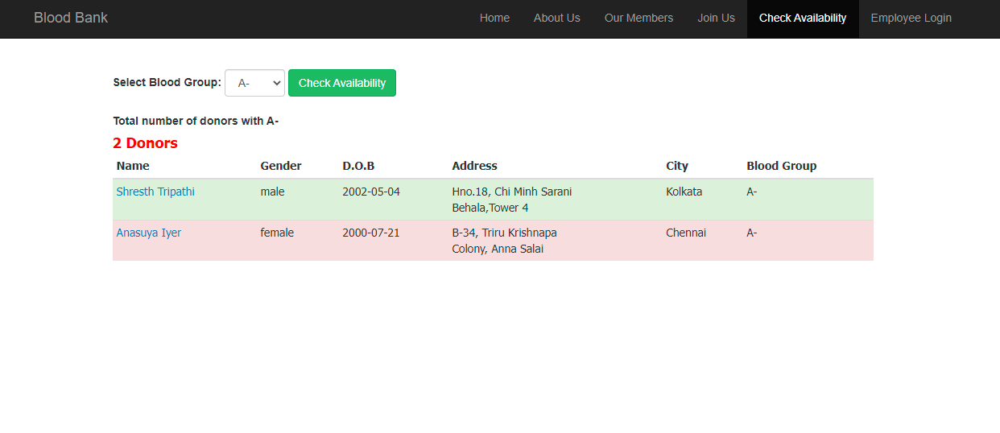 Blood Bank Home About Us Our Members Join Us Check Availability Employee Login
Select Blood Group: A- Check Availability
Total number of donors with A-
2 Donors
Name Gender D.O.B Address City Blood Group
Shresth Tripathi male 2002-05-04 Hno.18, Chi Minh Sarani Kolkata A-
Behala,Tower 4
Anasuya Iyer female 2000-07-21 B-34, Triru Krishnapa Chennai A-
Colony, Anna Salai